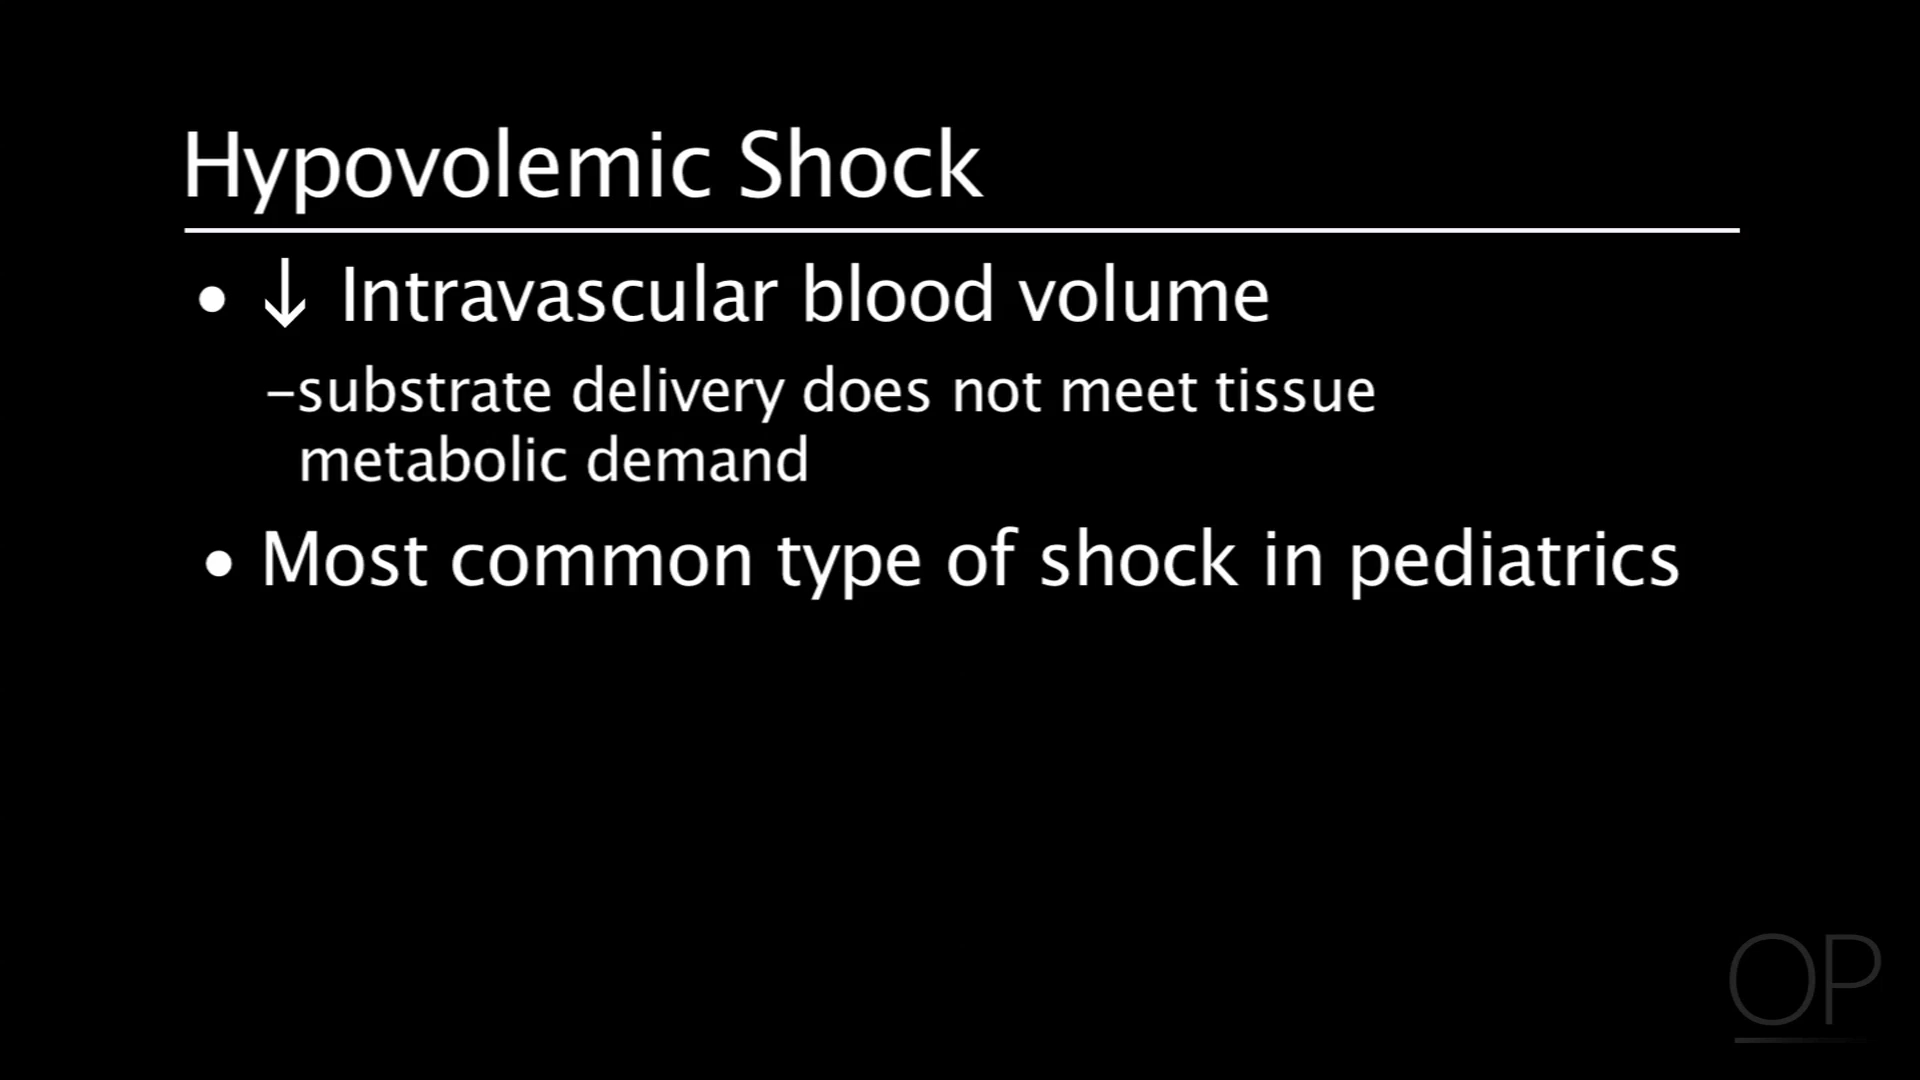 Hypovolemic Shock
• ↓ Intravascular blood volume
–substrate delivery does not meet tissue
metabolic demand
• Most common type of shock in pediatrics
OP